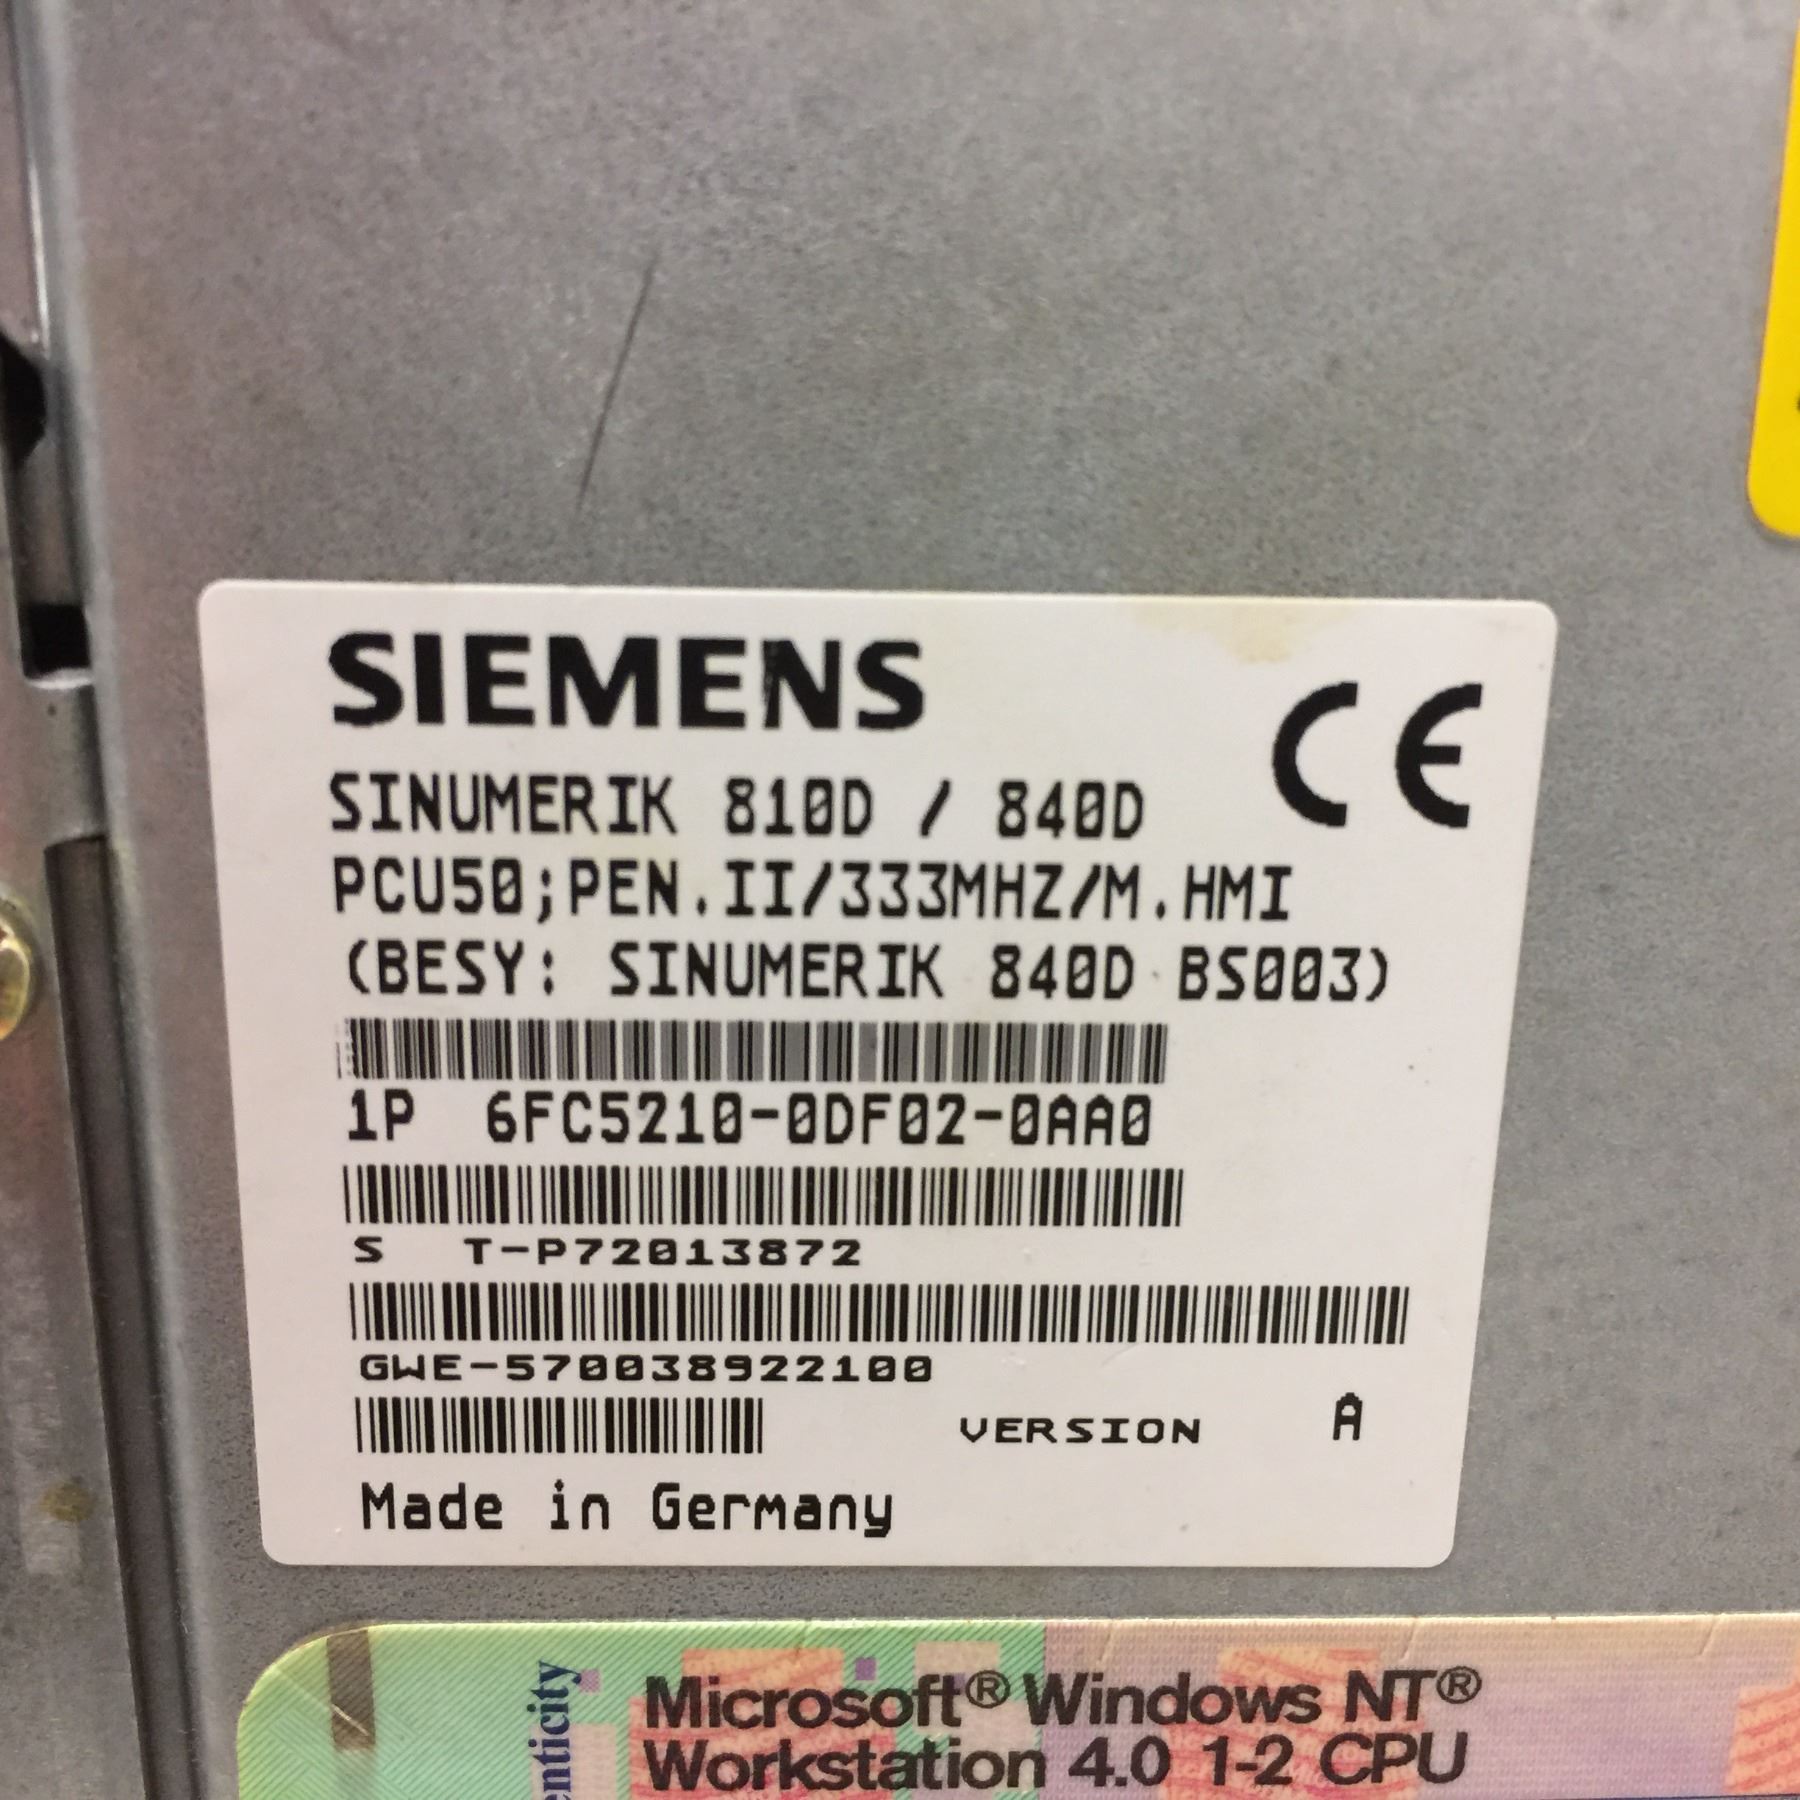 SIEMENS
CE
SINUMERIK 810D / 840D
PCU50;PEN.II/333MHZ/M.HMI
(BESY: SINUMERIK 840D BS003)
1P 6FC5210-0DF02-0AA0
S T-P72013872
GWE-570038922100
VERSION A
Made in Germany
Microsoft® Windows NT®
Workstation 4.0 1-2 CPU